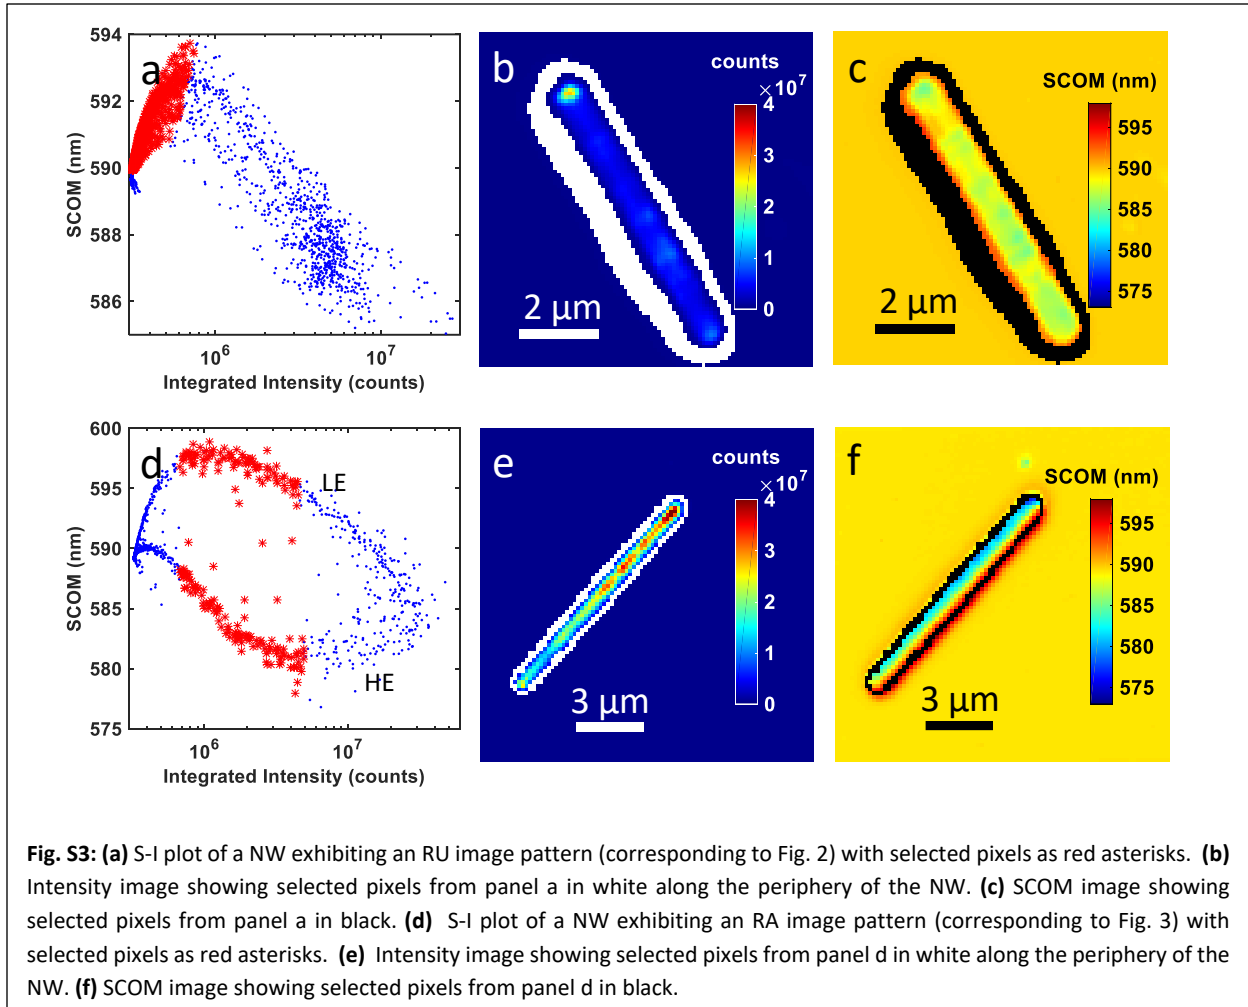 594
592
590
588
586
SCOM (nm)
a
10^6
10^7
Integrated Intensity (counts)
b
counts
×10^7
4
3
2
1
0
2 µm
c
SCOM (nm)
595
590
585
580
575
2 µm
600
595
590
585
580
575
SCOM (nm)
d
LE
HE
10^6
10^7
Integrated Intensity (counts)
e
counts
×10^7
4
3
2
1
0
3 µm
f
SCOM (nm)
595
590
585
580
575
3 µm
Fig. S3: (a) S-I plot of a NW exhibiting an RU image pattern (corresponding to Fig. 2) with selected pixels as red asterisks. (b)
Intensity image showing selected pixels from panel a in white along the periphery of the NW. (c) SCOM image showing
selected pixels from panel a in black. (d) S-I plot of a NW exhibiting an RA image pattern (corresponding to Fig. 3) with
selected pixels as red asterisks. (e) Intensity image showing selected pixels from panel d in white along the periphery of the
NW. (f) SCOM image showing selected pixels from panel d in black.